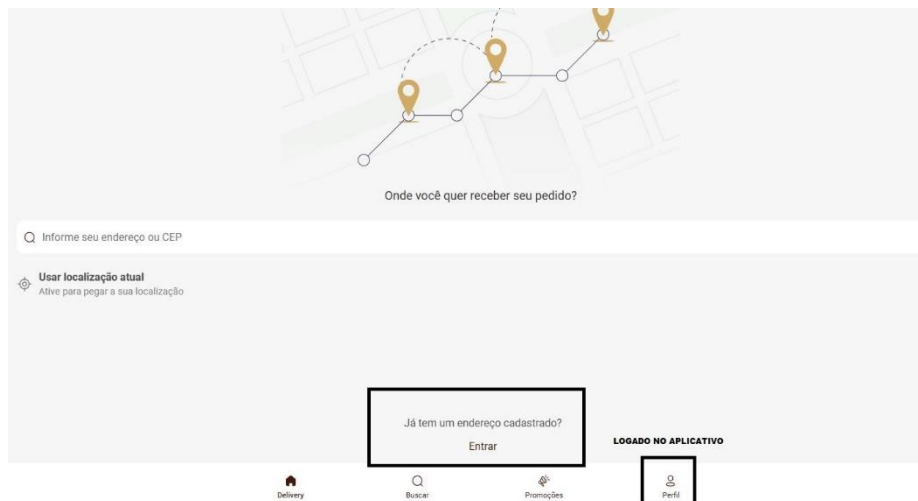 Onde você quer receber seu pedido?
Informe seu endereço ou CEP
Usar localização atual
Ative para pegar a sua localização
Já tem um endereço cadastrado?
Entrar
LOGADO NO APLICATIVO
Delivery
Buscar
Promoções
Perfil